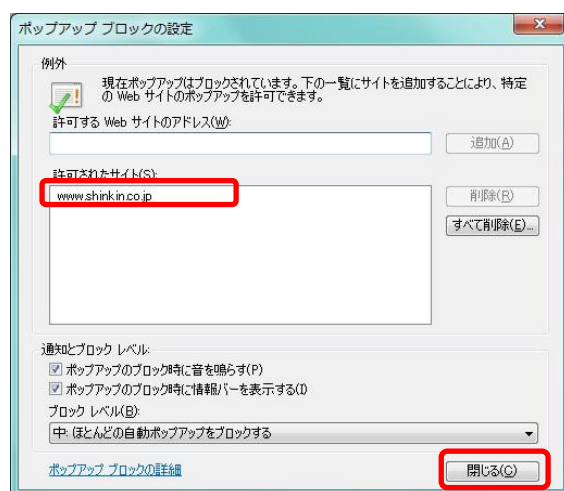 ポップアップ ブロックの設定
例外
現在ポップアップはブロックされています。下の一覧にサイトを追加することにより、特定
の Web サイトのポップアップを許可できます。
許可する Web サイトのアドレス(W):
追加(A)
許可されたサイト(S):
www.shinkin.co.jp
削除(R)
すべて削除(E)...
通知とブロック レベル:
ポップアップのブロック時に音を鳴らす(P)
ポップアップのブロック時に情報バーを表示する(I)
ブロック レベル(B):
中: ほとんどの自動ポップアップをブロックする
ポップアップ ブロックの詳細
閉じる(C)